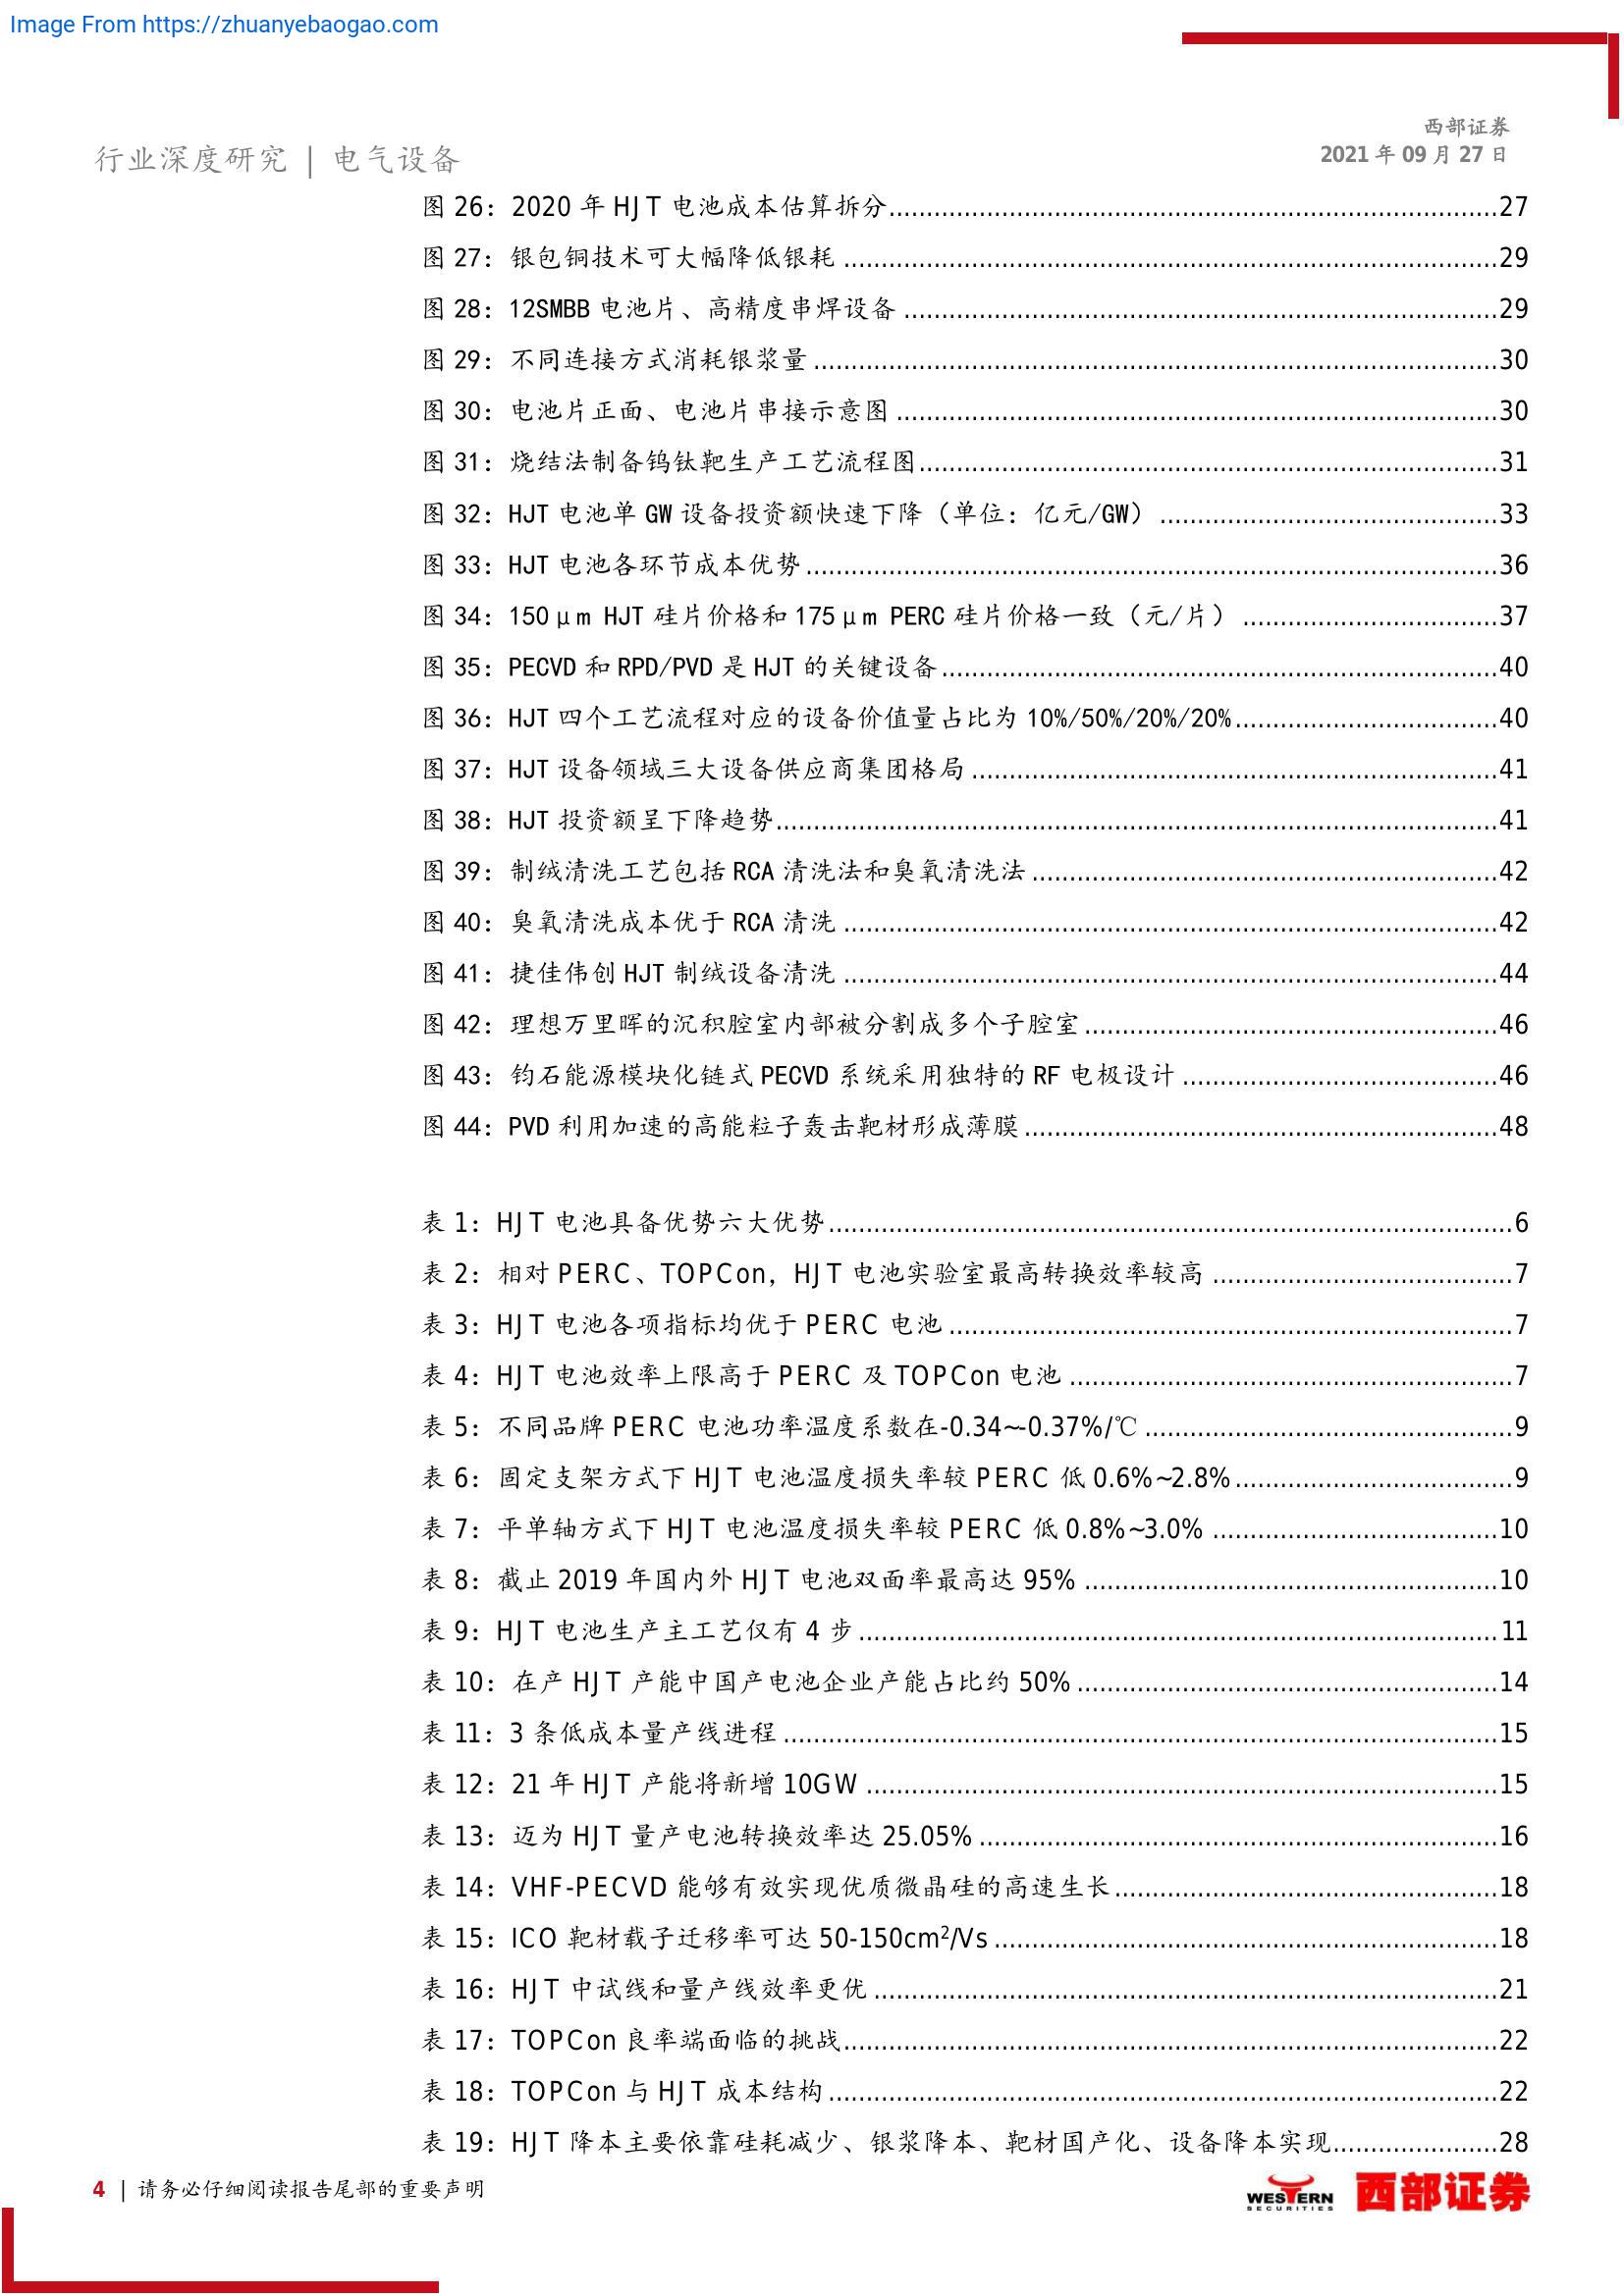 Image From https://zhuanyebaogao.com
西部证券
行业深度研究 | 电气设备
2021 年 09 月 27 日
图 26：2020 年 HJT 电池成本估算拆分................27
图 27：银包铜技术可大幅降低银耗................29
图 28：12SMBB 电池片、高精度串焊设备................29
图 29：不同连接方式消耗银浆量................30
图 30：电池片正面、电池片串接示意图................30
图 31：烧结法制备钨钛靶生产工艺流程图................31
图 32：HJT 电池单 GW 设备投资额快速下降（单位：亿元/GW）................33
图 33：HJT 电池各环节成本优势................36
图 34：150μm HJT 硅片价格和 175μm PERC 硅片价格一致（元/片）................37
图 35：PECVD 和 RPD/PVD 是 HJT 的关键设备................40
图 36：HJT 四个工艺流程对应的设备价值量占比为 10%/50%/20%/20%................40
图 37：HJT 设备领域三大设备供应商集团格局................41
图 38：HJT 投资额呈下降趋势................41
图 39：制绒清洗工艺包括 RCA 清洗法和臭氧清洗法................42
图 40：臭氧清洗成本优于 RCA 清洗................42
图 41：捷佳伟创 HJT 制绒设备清洗................44
图 42：理想万里晖的沉积腔室内部被分割成多个子腔室................46
图 43：钧石能源模块化链式 PECVD 系统采用独特的 RF 电极设计................46
图 44：PVD 利用加速的高能粒子轰击靶材形成薄膜................48
表 1：HJT 电池具备优势六大优势................6
表 2：相对 PERC、TOPCon，HJT 电池实验室最高转换效率较高................7
表 3：HJT 电池各项指标均优于 PERC 电池................7
表 4：HJT 电池效率上限高于 PERC 及 TOPCon 电池................7
表 5：不同品牌 PERC 电池功率温度系数在-0.34~-0.37%/℃................9
表 6：固定支架方式下 HJT 电池温度损失率较 PERC 低 0.6%~2.8%................9
表 7：平单轴方式下 HJT 电池温度损失率较 PERC 低 0.8%~3.0%................10
表 8：截止 2019 年国内外 HJT 电池双面率最高达 95%................10
表 9：HJT 电池生产主工艺仅有 4 步................11
表 10：在产 HJT 产能中国产电池企业产能占比约 50%................14
表 11：3 条低成本量产线进程................15
表 12：21 年 HJT 产能将新增 10GW................15
表 13：迈为 HJT 量产电池转换效率达 25.05%................16
表 14：VHF-PECVD 能够有效实现优质微晶硅的高速生长................18
表 15：ICO 靶材载子迁移率可达 50-150cm²/Vs................18
表 16：HJT 中试线和量产线效率更优................21
表 17：TOPCon 良率端面临的挑战................22
表 18：TOPCon 与 HJT 成本结构................22
表 19：HJT 降本主要依靠硅耗减少、银浆降本、靶材国产化、设备降本实现................28
4 | 请务必仔细阅读报告尾部的重要声明
WESTERN
SECURITIES
西部证券